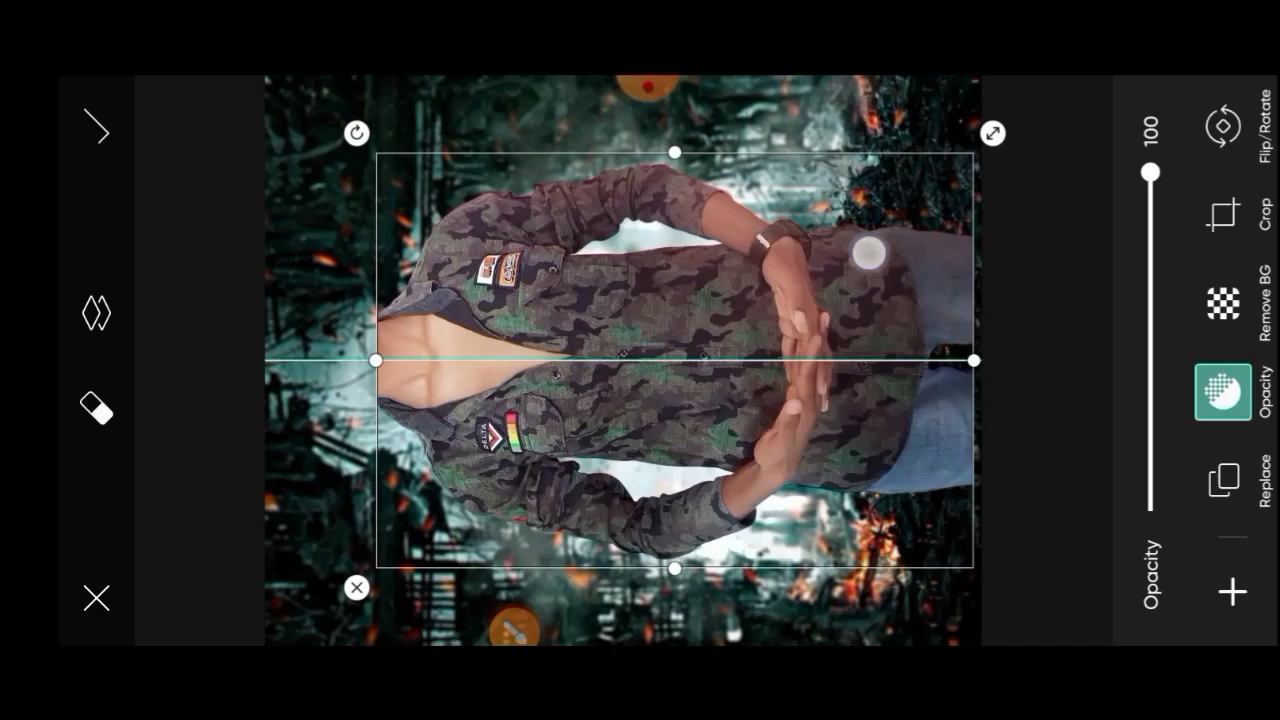 Opacity 100
Replace
Opacity
Remove BG
Crop
Flip/Rotate
DELTA